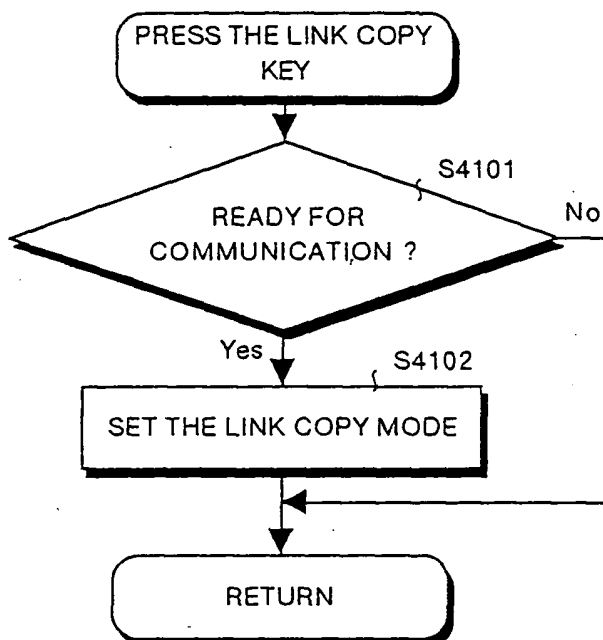 PRESS THE LINK COPY
KEY
S4101
READY FOR
COMMUNICATION ?
No
Yes
S4102
SET THE LINK COPY MODE
RETURN